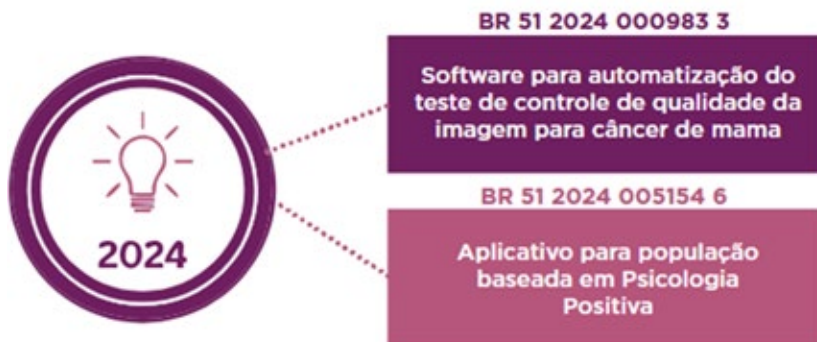 2024
BR 51 2024 000983 3
Software para automatização do
teste de controle de qualidade da
imagem para câncer de mama
BR 51 2024 005154 6
Aplicativo para população
baseada em Psicologia
Positiva